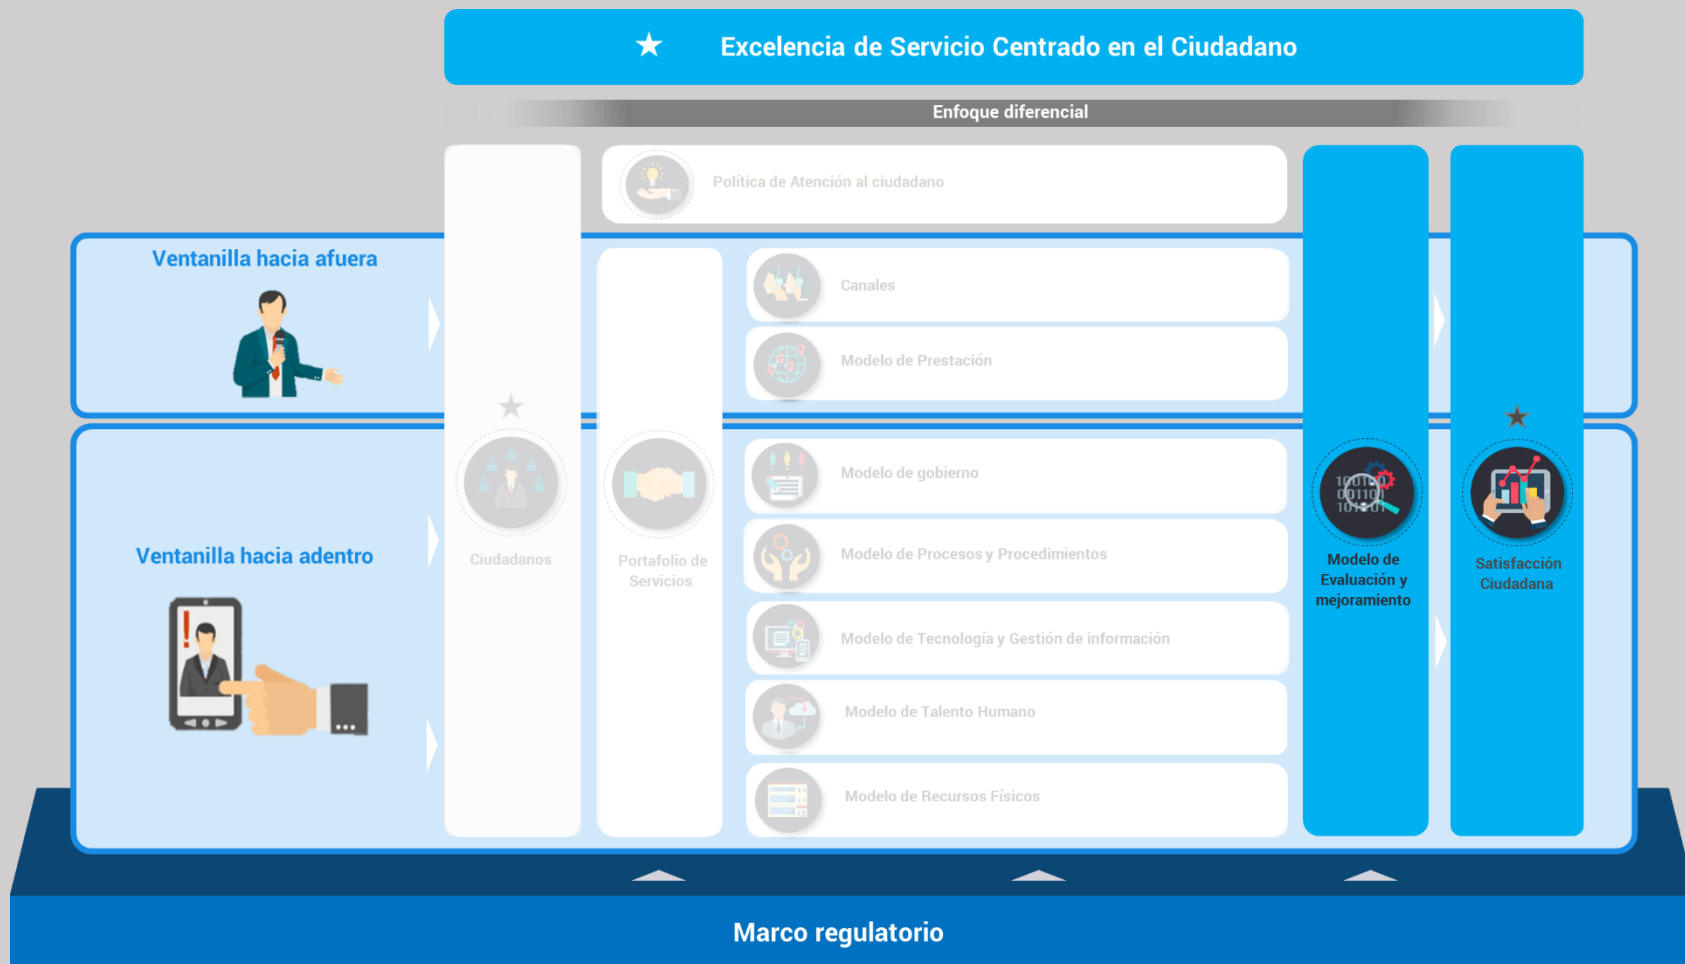 Excelencia de Servicio Centrado en el Ciudadano
Enfoque diferencial
Política de Atención al ciudadano
Ventanilla hacia afuera
Canales
Modelo de Prestación
Ventanilla hacia adentro
Ciudadanos
Portafolio de
Servicios
Modelo de gobierno
Modelo de Procesos y Procedimientos
Modelo de Tecnología y Gestión de información
Modelo de Talento Humano
Modelo de Recursos Físicos
100100
001101
101101
Modelo de
Evaluación y
mejoramiento
Satisfacción
Ciudadana
Marco regulatorio